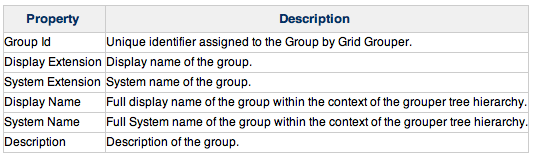 Property Description
Group Id Unique identifier assigned to the Group by Grid Grouper.
Display Extension Display name of the group.
System Extension System name of the group.
Display Name Full display name of the group within the context of the grouper tree hierarchy.
System Name Full System name of the group within the context of the grouper tree hierarchy.
Description Description of the group.